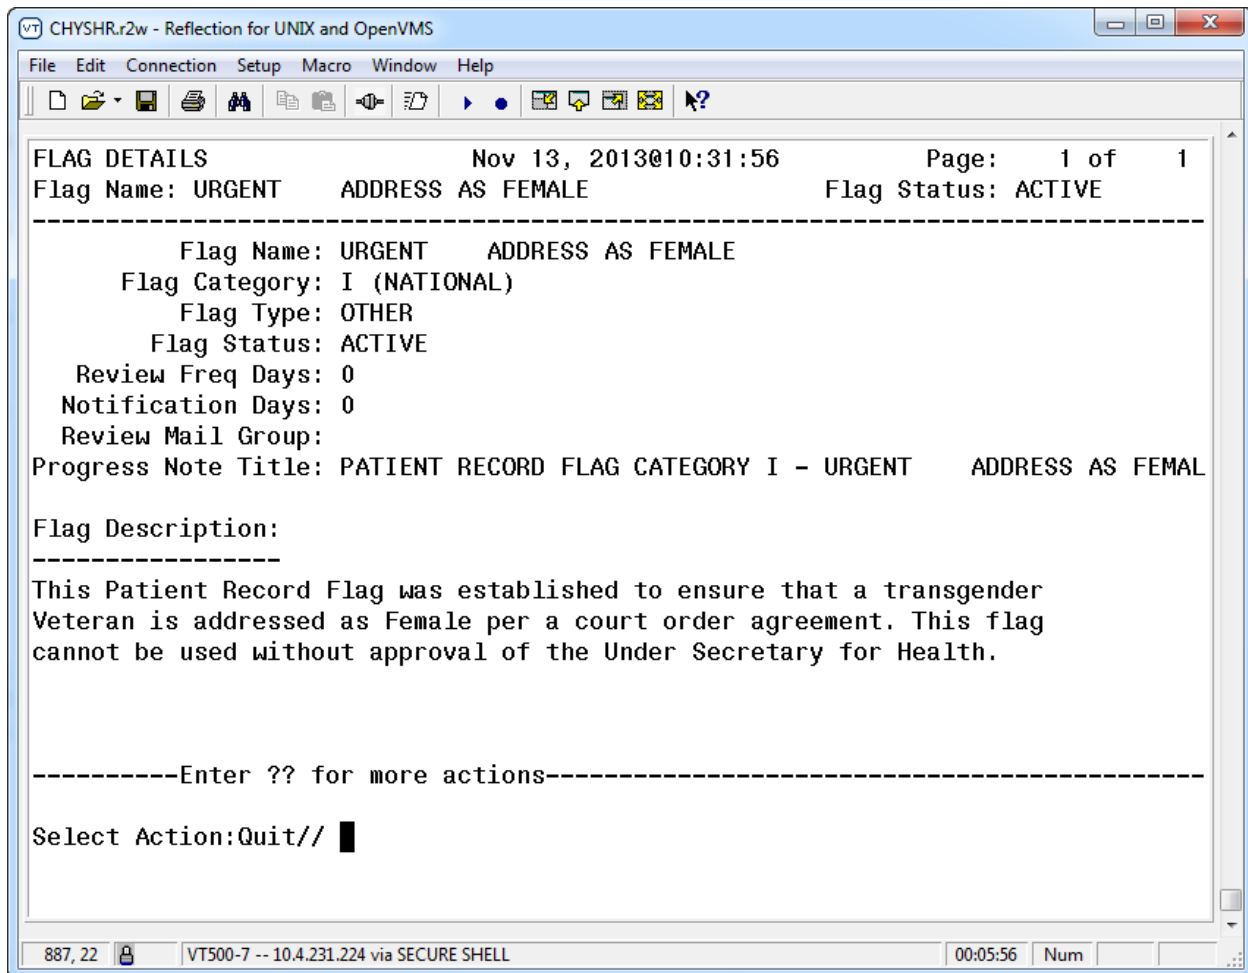 CHYSHR.r2w - Reflection for UNIX and OpenVMS
File Edit Connection Setup Macro Window Help
FLAG DETAILS Nov 13, 2013@10:31:56 Page: 1 of 1
Flag Name: URGENT ADDRESS AS FEMALE Flag Status: ACTIVE
--------------------------------------------------------------------------------
Flag Name: URGENT ADDRESS AS FEMALE
Flag Category: I (NATIONAL)
Flag Type: OTHER
Flag Status: ACTIVE
Review Freq Days: 0
Notification Days: 0
Review Mail Group:
Progress Note Title: PATIENT RECORD FLAG CATEGORY I - URGENT ADDRESS AS FEMAL
Flag Description:
-----------------
This Patient Record Flag was established to ensure that a transgender
Veteran is addressed as Female per a court order agreement. This flag
cannot be used without approval of the Under Secretary for Health.
----------Enter ?? for more actions---------------------------------------------
Select Action:Quit//
887, 22 VT500-7 -- 10.4.231.224 via SECURE SHELL 00:05:56 Num